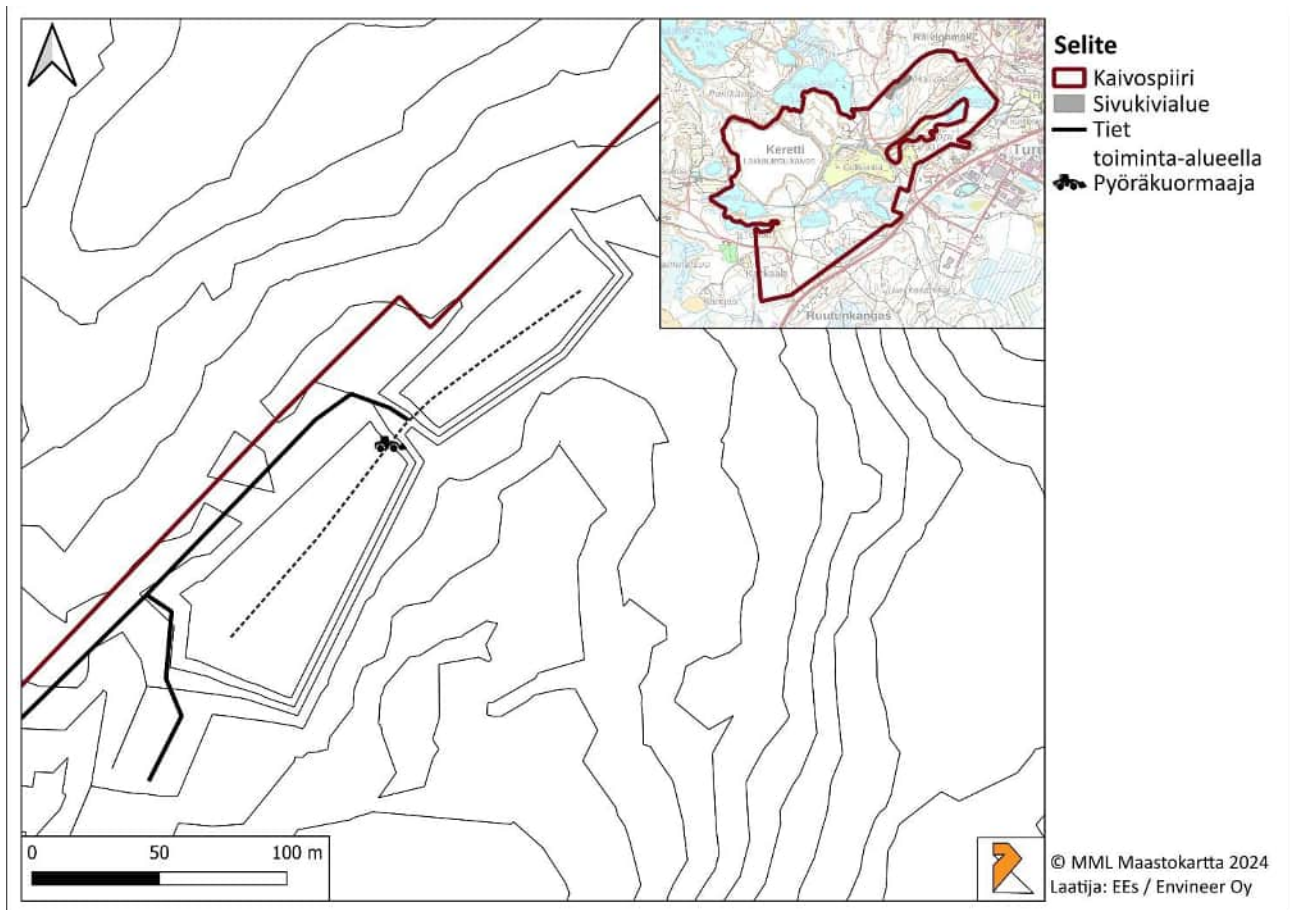 Selite
Kaivospiiri
Sivukivialue
Tiet
toiminta-alueella
Pyöräkuormaaja
Keretti
Ruutunkangas
0 50 100 m
© MML Maastokartta 2024
Laatija: EEs / Envineer Oy